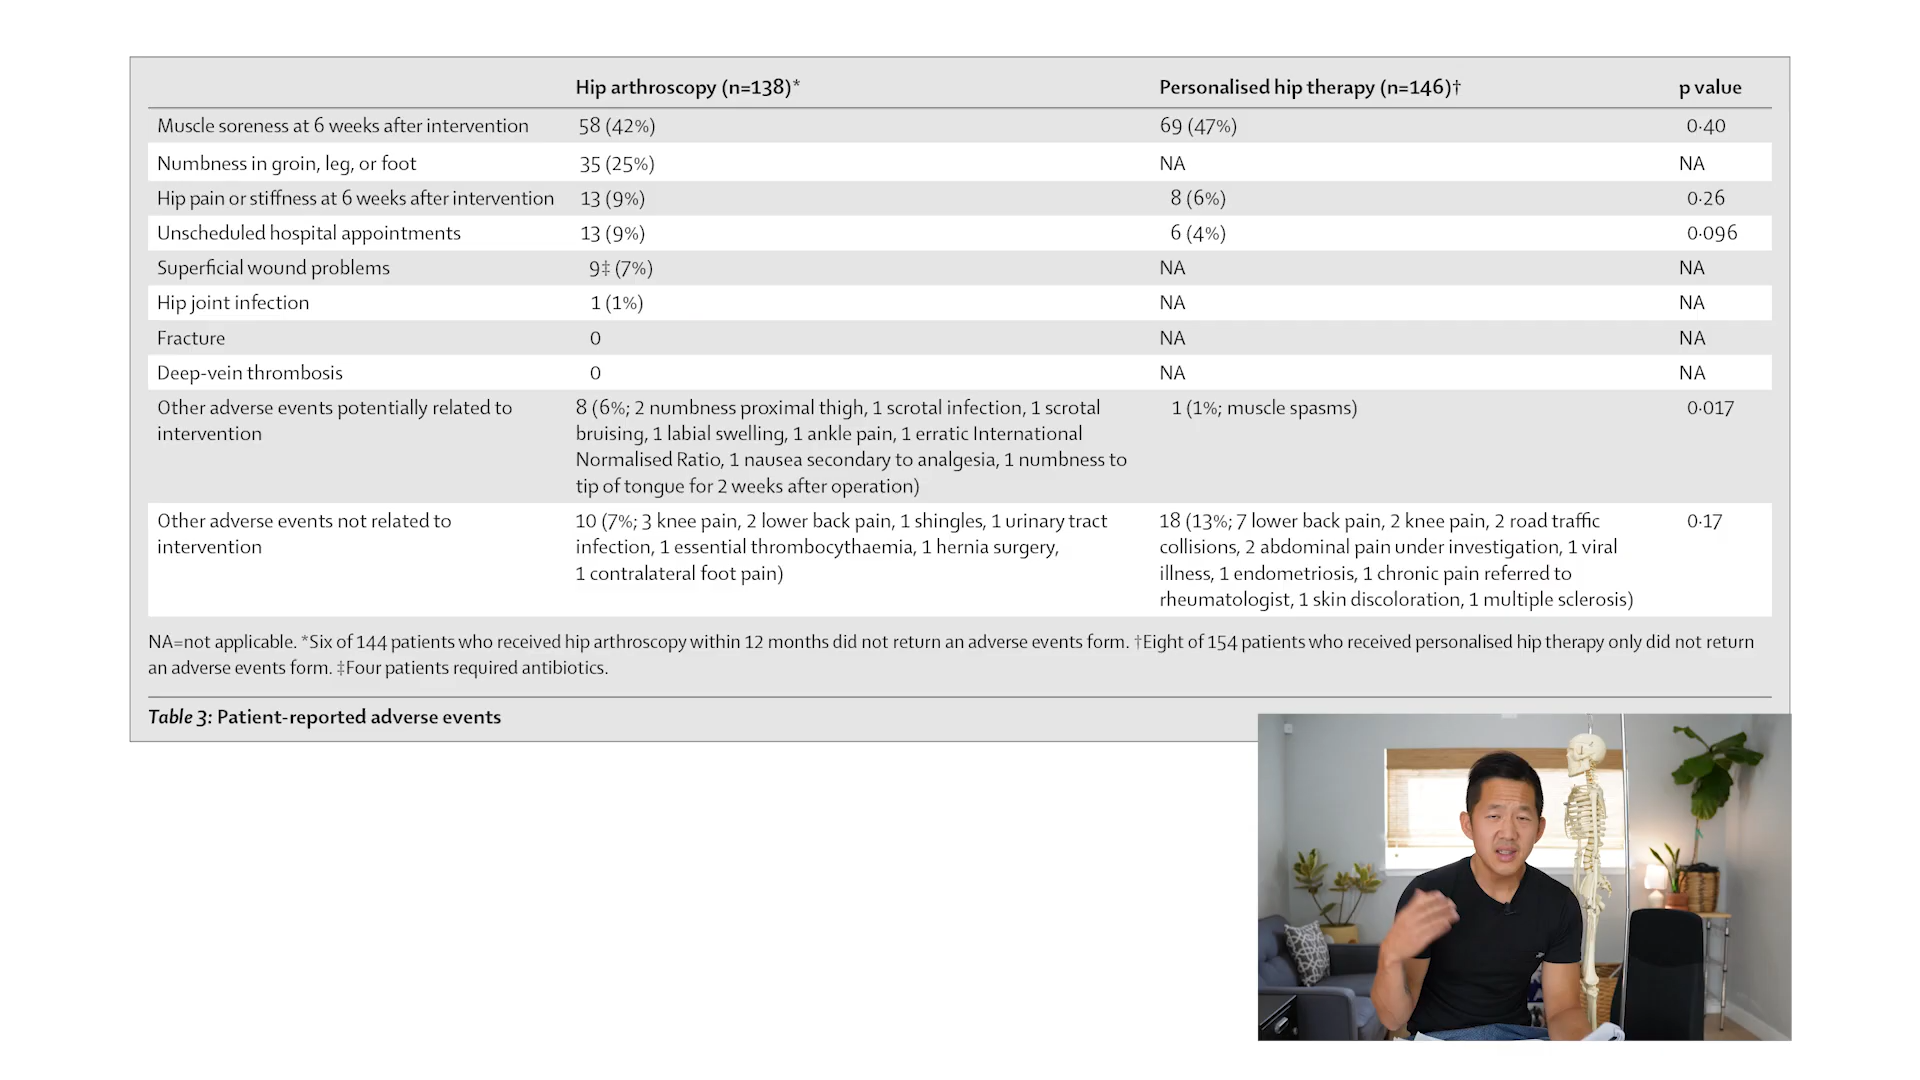 Hip arthroscopy (n=138)* Personalised hip therapy (n=146)† p value
Muscle soreness at 6 weeks after intervention 58 (42%) 69 (47%) 0·40
Numbness in groin, leg, or foot 35 (25%) NA NA
Hip pain or stiffness at 6 weeks after intervention 13 (9%) 8 (6%) 0·26
Unscheduled hospital appointments 13 (9%) 6 (4%) 0·096
Superficial wound problems 9‡ (7%) NA NA
Hip joint infection 1 (1%) NA NA
Fracture 0 NA NA
Deep-vein thrombosis 0 NA NA
Other adverse events potentially related to
intervention
8 (6%; 2 numbness proximal thigh, 1 scrotal infection, 1 scrotal
bruising, 1 labial swelling, 1 ankle pain, 1 erratic International
Normalised Ratio, 1 nausea secondary to analgesia, 1 numbness to
tip of tongue for 2 weeks after operation)
1 (1%; muscle spasms)
0·017
Other adverse events not related to
intervention
10 (7%; 3 knee pain, 2 lower back pain, 1 shingles, 1 urinary tract
infection, 1 essential thrombocythaemia, 1 hernia surgery,
1 contralateral foot pain)
18 (13%; 7 lower back pain, 2 knee pain, 2 road traffic
collisions, 2 abdominal pain under investigation, 1 viral
illness, 1 endometriosis, 1 chronic pain referred to
rheumatologist, 1 skin discoloration, 1 multiple sclerosis)
0·17
NA=not applicable. *Six of 144 patients who received hip arthroscopy within 12 months did not return an adverse events form. †Eight of 154 patients who received personalised hip therapy only did not return
an adverse events form. ‡Four patients required antibiotics.
Table 3: Patient-reported adverse events